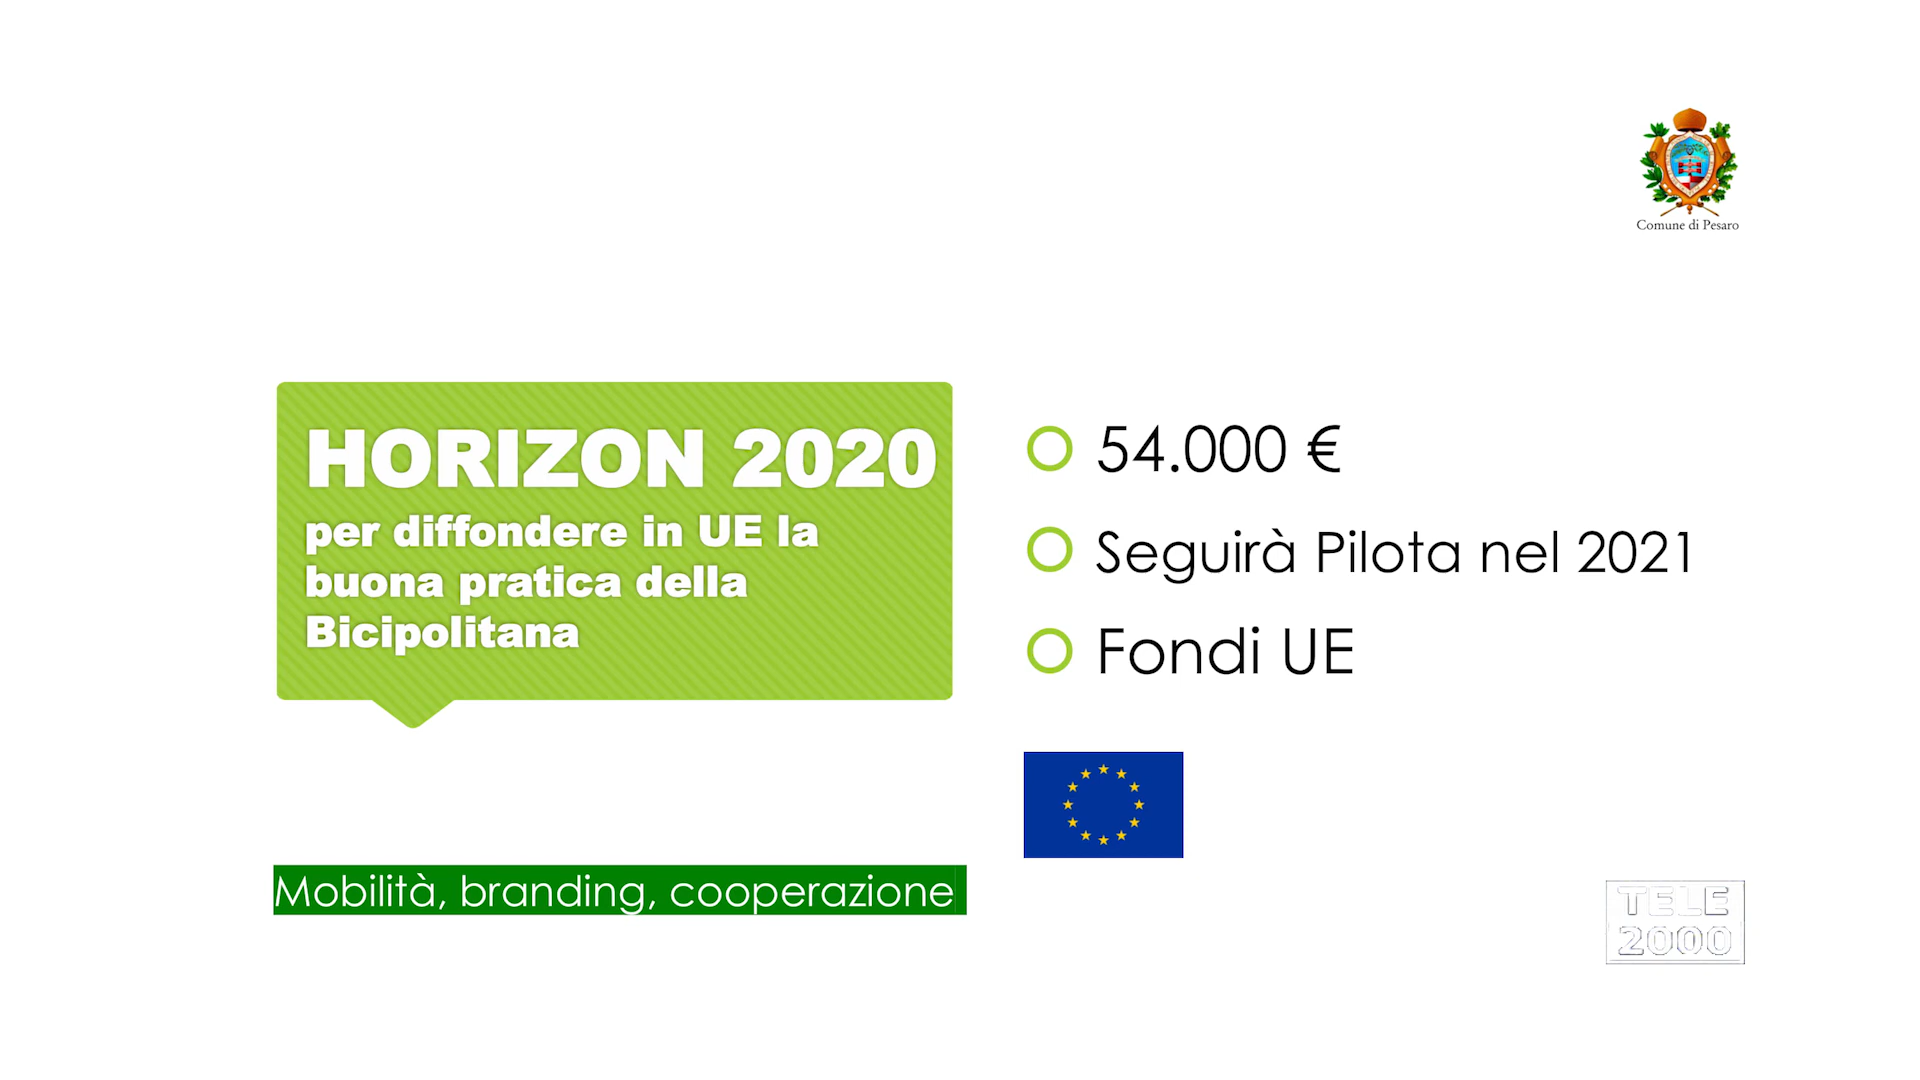 Comune di Pesaro
HORIZON 2020
per diffondere in UE la
buona pratica della
Bicipolitana
54.000 €
Seguirà Pilota nel 2021
Fondi UE
Mobilità, branding, cooperazione
TELE
2000